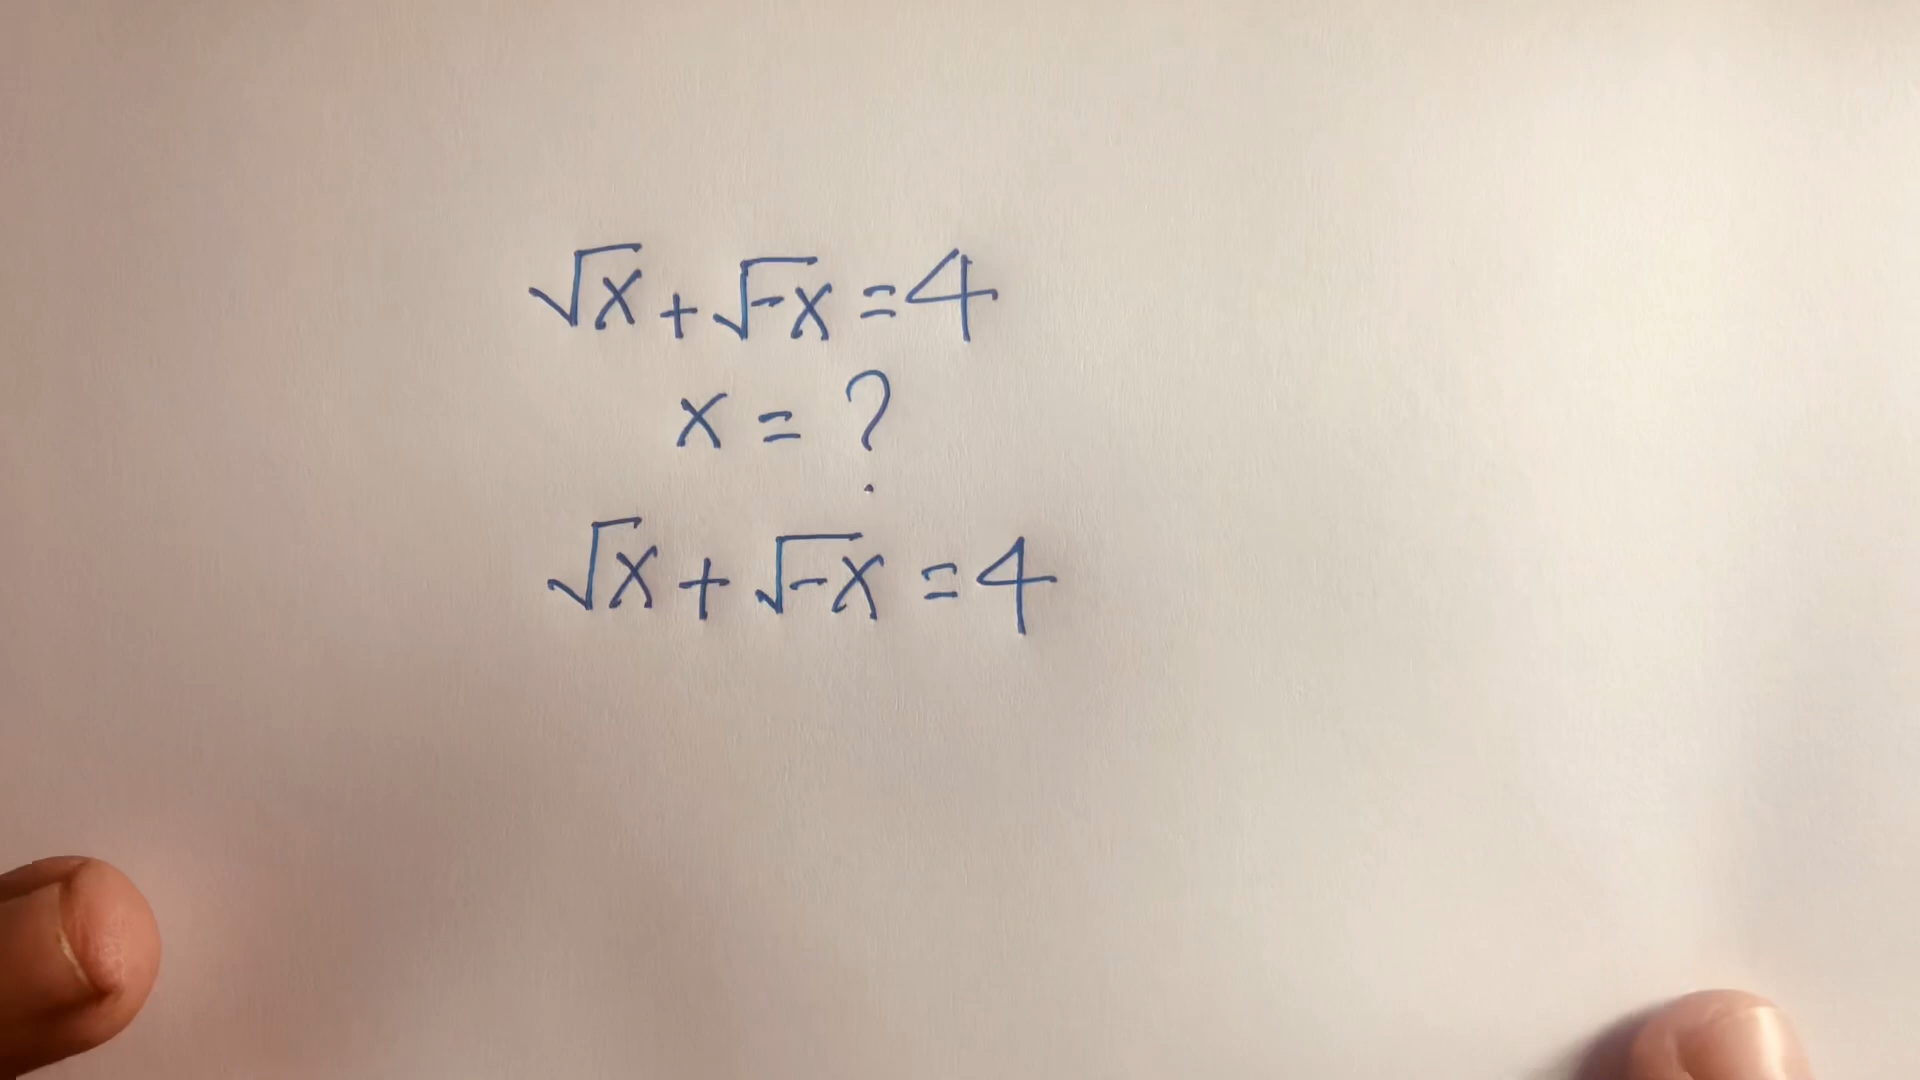 √x + √-x = 4
x = ?
√x + √-x = 4